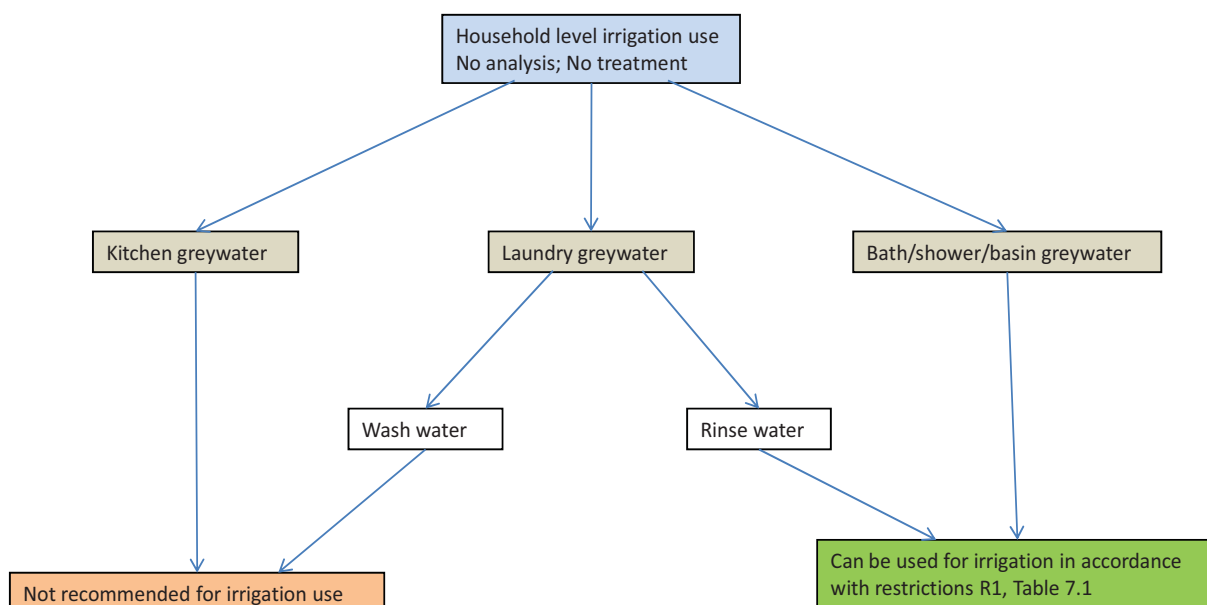 Household level irrigation use
No analysis; No treatment
Kitchen greywater
Laundry greywater
Bath/shower/basin greywater
Wash water
Rinse water
Not recommended for irrigation use
Can be used for irrigation in accordance
with restrictions R1, Table 7.1